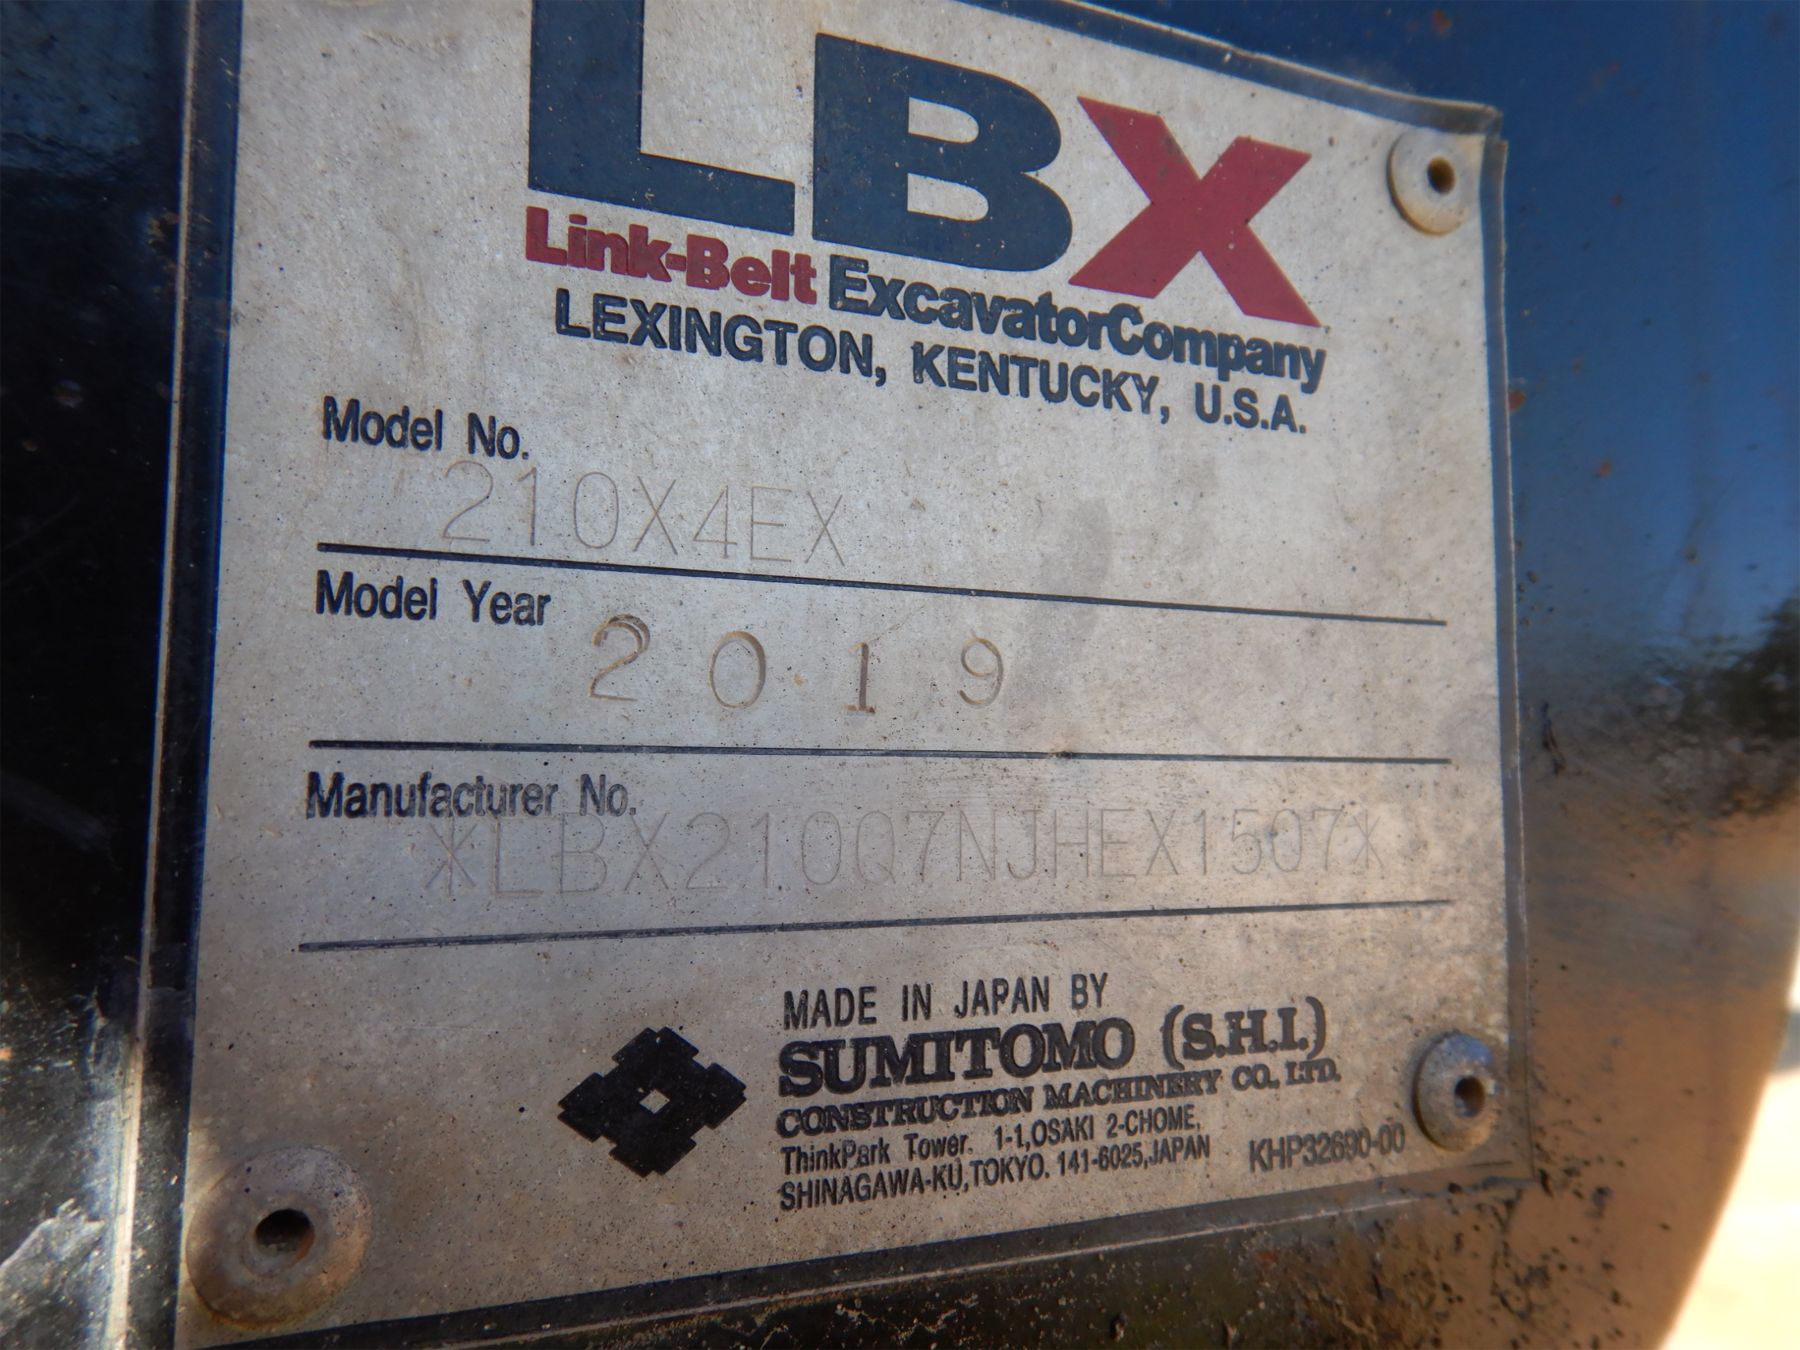 LBX
Link-Belt ExcavatorCompany
LEXINGTON, KENTUCKY, U.S.A.
Model No.
210X4EX
Model Year
2019
Manufacturer No.
*LBX210Q7NJHEX1507*
MADE IN JAPAN BY
SUMITOMO (S.H.I.)
CONSTRUCTION MACHINERY CO., LTD.
ThinkPark Tower. 1-1,OSAKI 2-CHOME,
SHINAGAWA-KU,TOKYO. 141-6025,JAPAN
KHP32690-00